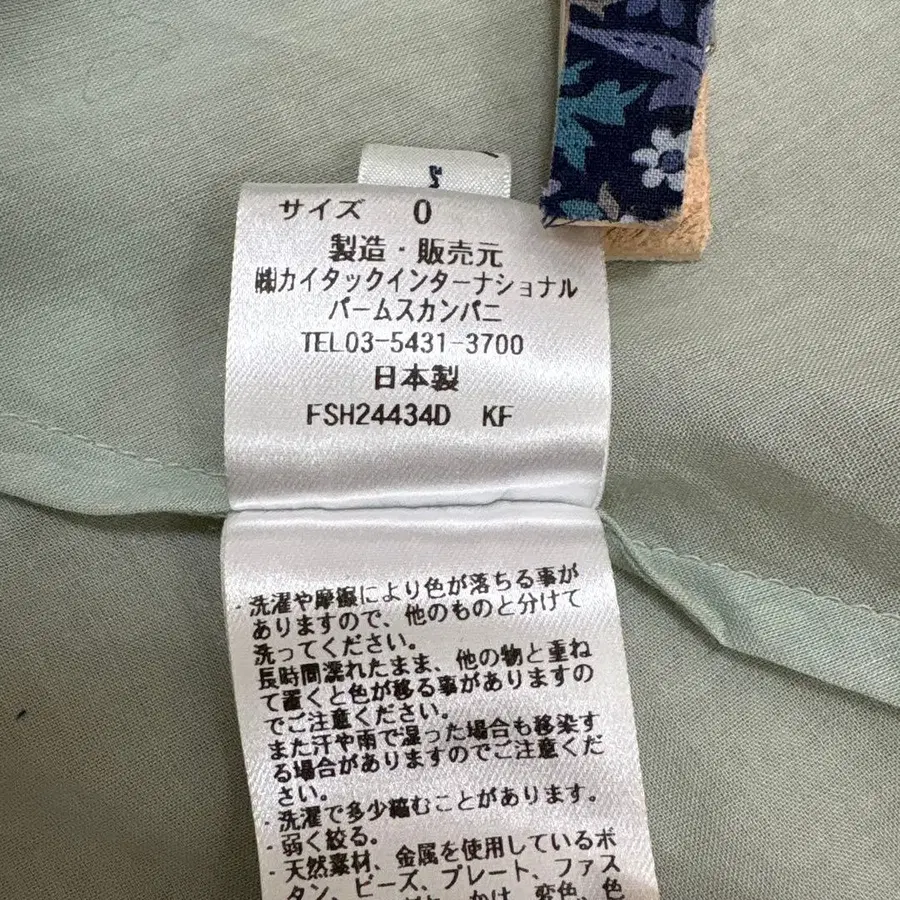 サイズ 0
製造・販売元
㈱カイタックインターナショナル
パームスカンパニ
TEL03-5431-3700
日本製
FSH24434D KF
・洗濯や摩擦により色が落ちる事が
ありますので、他のものと分けて
洗ってください。
長時間濡れたまま、他の物と重ね
て置くと色が移る事がありますの
でご注意ください。
また汗や雨で湿った場合も移染す
る場合がありますのでご注意くだ
さい。
・洗濯で多少縮むことがあります。
・弱く絞る。
・天然素材、金属を使用しているボ
タン、ビーズ、プレート、ファス
かけ、変色、色